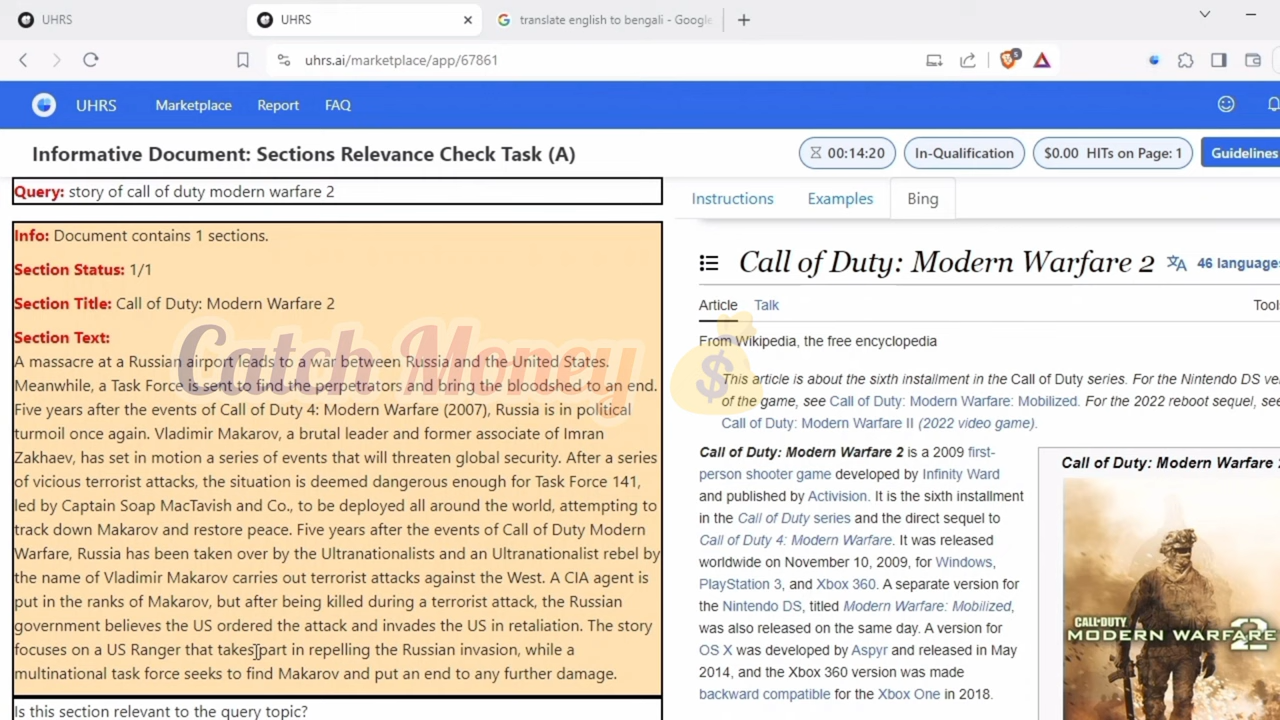 UHRS
UHRS
translate english to bengali - Google
uhrs.ai/marketplace/app/67861
5
UHRS
Marketplace
Report
FAQ
Informative Document: Sections Relevance Check Task (A)
00:14:20
In-Qualification
$0.00 HITs on Page: 1
Guidelines
Query: story of call of duty modern warfare 2
Info: Document contains 1 sections.
Section Status: 1/1
Section Title: Call of Duty: Modern Warfare 2
Section Text:
A massacre at a Russian airport leads to a war between Russia and the United States.
Meanwhile, a Task Force is sent to find the perpetrators and bring the bloodshed to an end.
Five years after the events of Call of Duty 4: Modern Warfare (2007), Russia is in political
turmoil once again. Vladimir Makarov, a brutal leader and former associate of Imran
Zakhaev, has set in motion a series of events that will threaten global security. After a series
of vicious terrorist attacks, the situation is deemed dangerous enough for Task Force 141,
led by Captain Soap MacTavish and Co., to be deployed all around the world, attempting to
track down Makarov and restore peace. Five years after the events of Call of Duty Modern
Warfare, Russia has been taken over by the Ultranationalists and an Ultranationalist rebel by
the name of Vladimir Makarov carries out terrorist attacks against the West. A CIA agent is
put in the ranks of Makarov, but after being killed during a terrorist attack, the Russian
government believes the US ordered the attack and invades the US in retaliation. The story
focuses on a US Ranger that takes part in repelling the Russian invasion, while a
multinational task force seeks to find Makarov and put an end to any further damage.
Is this section relevant to the query topic?
Catch Money
Instructions
Examples
Bing
Call of Duty: Modern Warfare 2
46 languages
Article
Talk
Tool
From Wikipedia, the free encyclopedia
This article is about the sixth installment in the Call of Duty series. For the Nintendo DS ve
of the game, see Call of Duty: Modern Warfare: Mobilized. For the 2022 reboot sequel, see
Call of Duty: Modern Warfare II (2022 video game).
Call of Duty: Modern Warfare 2 is a 2009 first-
person shooter game developed by Infinity Ward
and published by Activision. It is the sixth installment
in the Call of Duty series and the direct sequel to
Call of Duty 4: Modern Warfare. It was released
worldwide on November 10, 2009, for Windows,
PlayStation 3, and Xbox 360. A separate version for
the Nintendo DS, titled Modern Warfare: Mobilized,
was also released on the same day. A version for
OS X was developed by Aspyr and released in May
2014, and the Xbox 360 version was made
backward compatible for the Xbox One in 2018.
Call of Duty: Modern Warfare 2
CALL OF DUTY
MODERN WARFARE
2